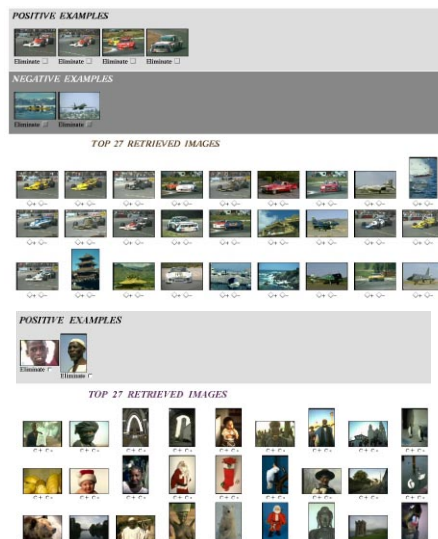 POSITIVE EXAMPLES
Eliminate Eliminate Eliminate Eliminate
NEGATIVE EXAMPLES
Eliminate Eliminate
TOP 27 RETRIEVED IMAGES
POSITIVE EXAMPLES
Eliminate
Eliminate
TOP 27 RETRIEVED IMAGES